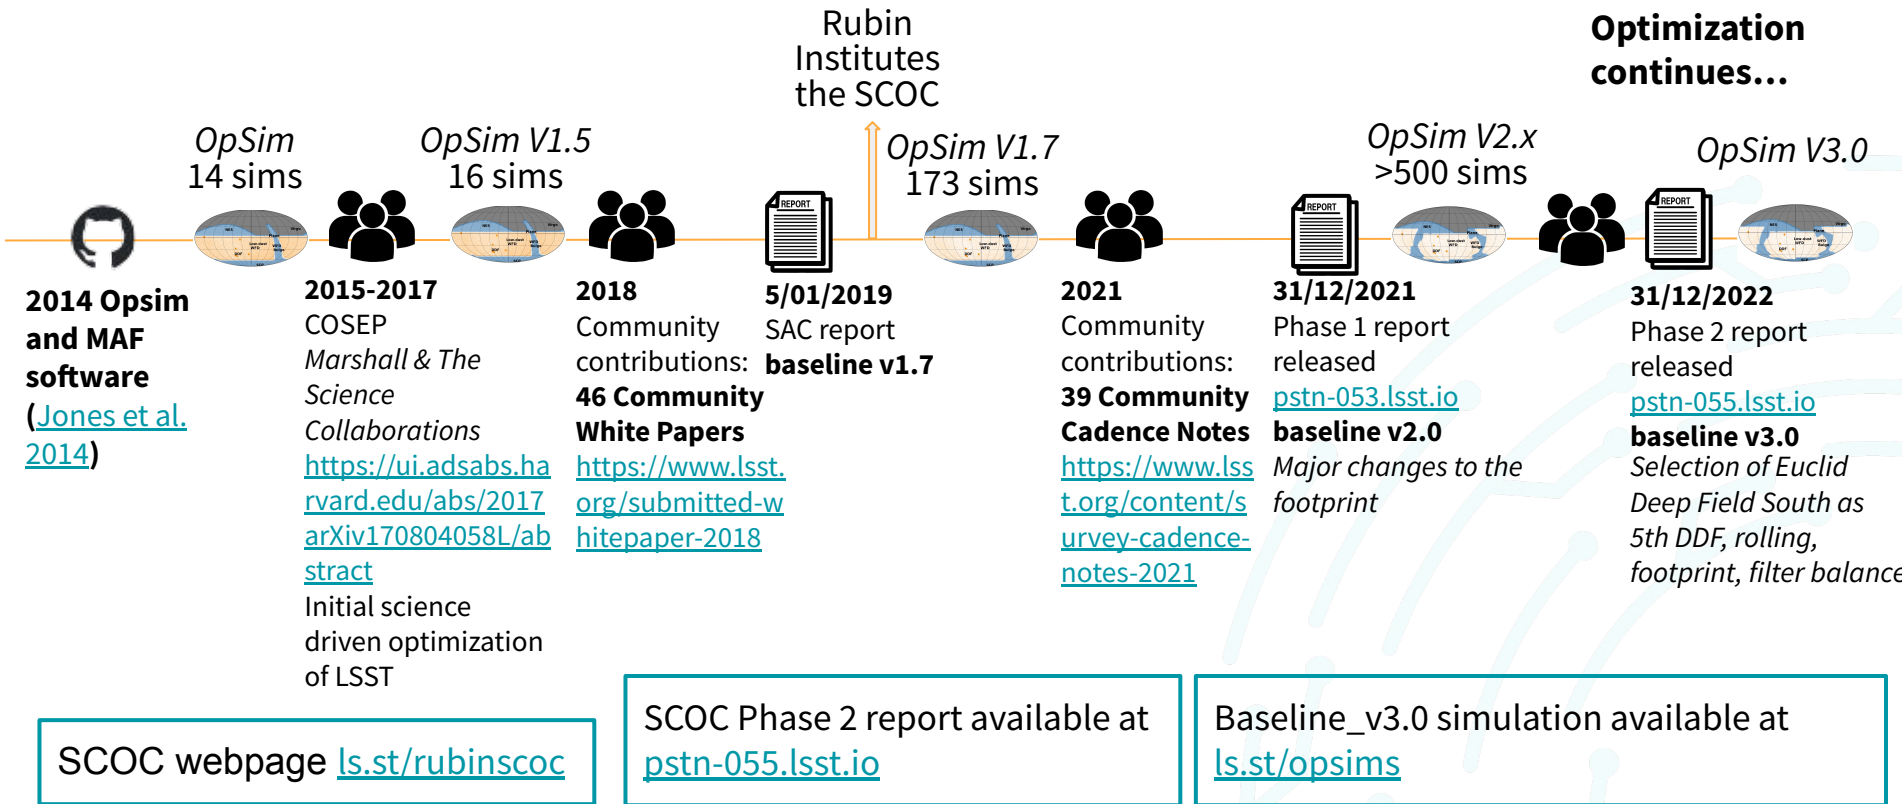 Rubin
Institutes
the SCOC
Optimization
continues...
OpSim
14 sims
OpSim V1.5
16 sims
OpSim V1.7
173 sims
OpSim V2.x
>500 sims
OpSim V3.0
REPORT
REPORT
REPORT
2014 Opsim
and MAF
software
(Jones et al.
2014)
2015-2017
COSEP
Marshall & The
Science
Collaborations
https://ui.adsabs.ha
rvard.edu/abs/2017
arXiv170804058L/ab
stract
Initial science
driven optimization
of LSST
2018
Community
contributions:
46 Community
White Papers
https://www.lsst.
org/submitted-w
hitepaper-2018
5/01/2019
SAC report
baseline v1.7
2021
Community
contributions:
39 Community
Cadence Notes
https://www.lss
t.org/content/s
urvey-cadence-
notes-2021
31/12/2021
Phase 1 report
released
pstn-053.lsst.io
baseline v2.0
Major changes to the
footprint
31/12/2022
Phase 2 report
released
pstn-055.lsst.io
baseline v3.0
Selection of Euclid
Deep Field South as
5th DDF, rolling,
footprint, filter balance
SCOC webpage ls.st/rubinscoc
SCOC Phase 2 report available at
pstn-055.lsst.io
Baseline_v3.0 simulation available at
ls.st/opsims